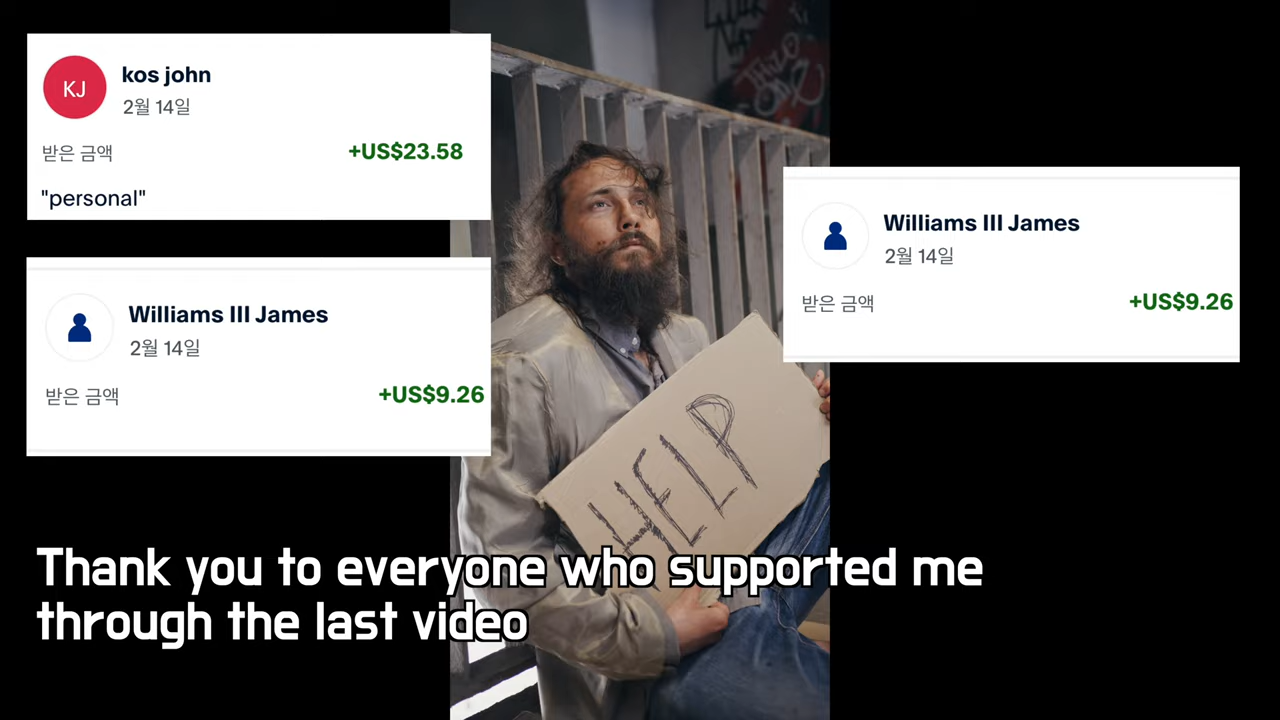 KJ
kos john
2월 14일
받은 금액
+US$23.58
"personal"
Williams III James
2월 14일
받은 금액
+US$9.26
Williams III James
2월 14일
받은 금액
+US$9.26
HELP
Thank you to everyone who supported me
through the last video